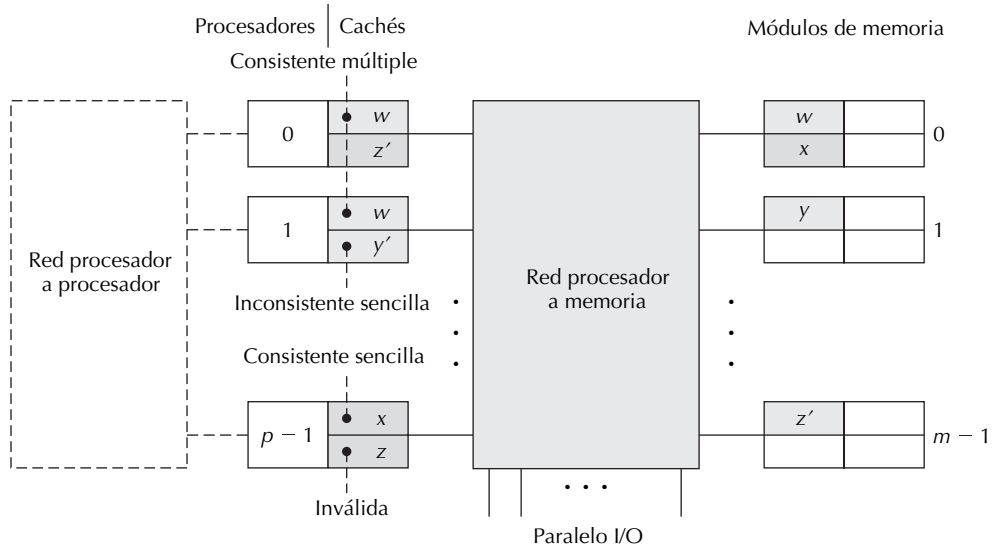 Procesadores
Cachés
Módulos de memoria
Consistente múltiple
0
w
z′
w
x
0
1
w
y′
y
1
Red procesador
a procesador
Red procesador
a memoria
Inconsistente sencilla
Consistente sencilla
p − 1
x
z
z′
m − 1
Inválida
Paralelo I/O